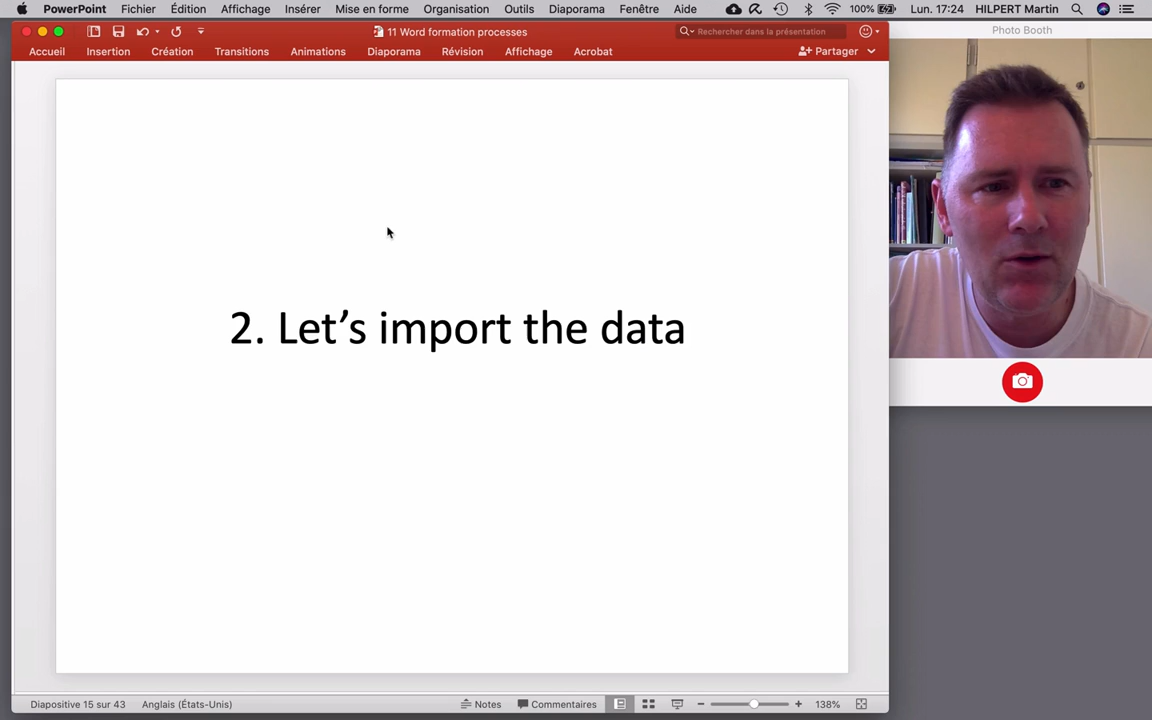 PowerPoint Fichier Édition Affichage Insérer Mise en forme Organisation Outils Diaporama Fenêtre Aide 100% Lun. 17:24 HILPERT Martin
11 Word formation processes
Rechercher dans la présentation
Photo Booth
Accueil Insertion Création Transitions Animations Diaporama Révision Affichage Acrobat Partager
2. Let's import the data
Diapositive 15 sur 43 Anglais (États-Unis) Notes Commentaires 138%